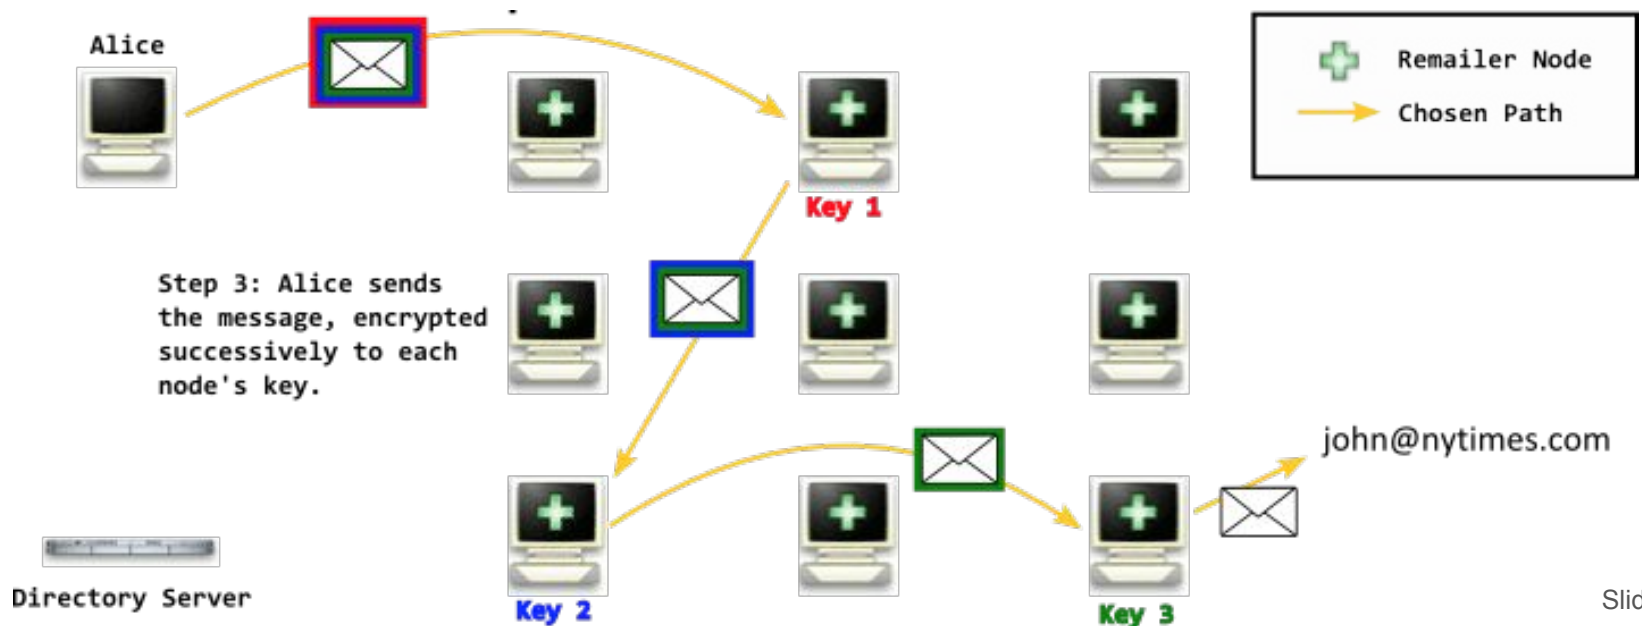 Alice
Remailer Node
Chosen Path
Key 1
Step 3: Alice sends
the message, encrypted
successively to each
node's key.
john@nytimes.com
Directory Server
Key 2
Key 3